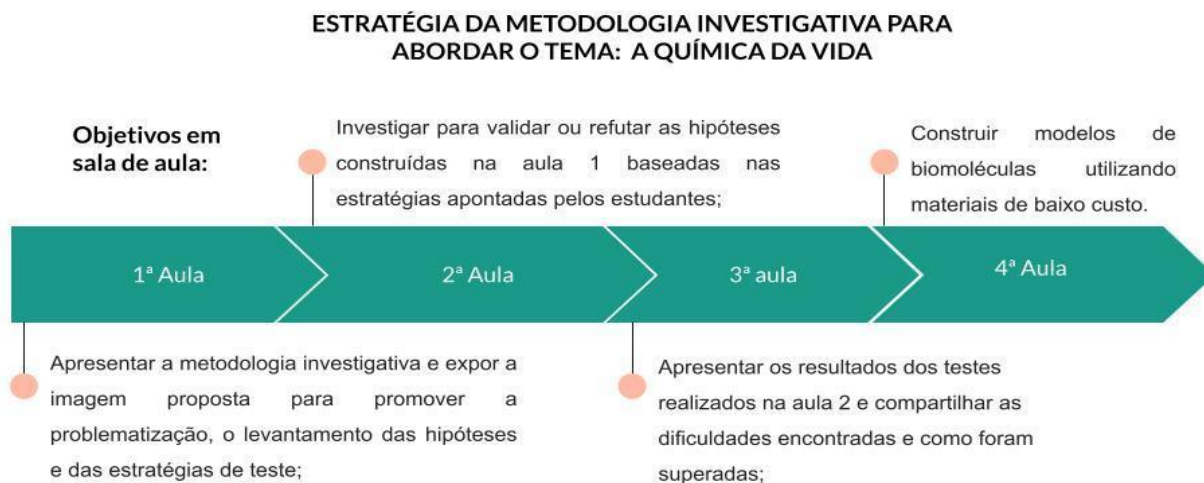 ESTRATÉGIA DA METODOLOGIA INVESTIGATIVA PARA
ABORDAR O TEMA: A QUÍMICA DA VIDA
Objetivos em
sala de aula:
Investigar para validar ou refutar as hipóteses
construídas na aula 1 baseadas nas
estratégias apontadas pelos estudantes;
Construir modelos de
biomoléculas utilizando
materiais de baixo custo.
1ª Aula
2ª Aula
3ª aula
4ª Aula
Apresentar a metodologia investigativa e expor a
imagem proposta para promover a
problematização, o levantamento das hipóteses
e das estratégias de teste;
Apresentar os resultados dos testes
realizados na aula 2 e compartilhar as
dificuldades encontradas e como foram
superadas;